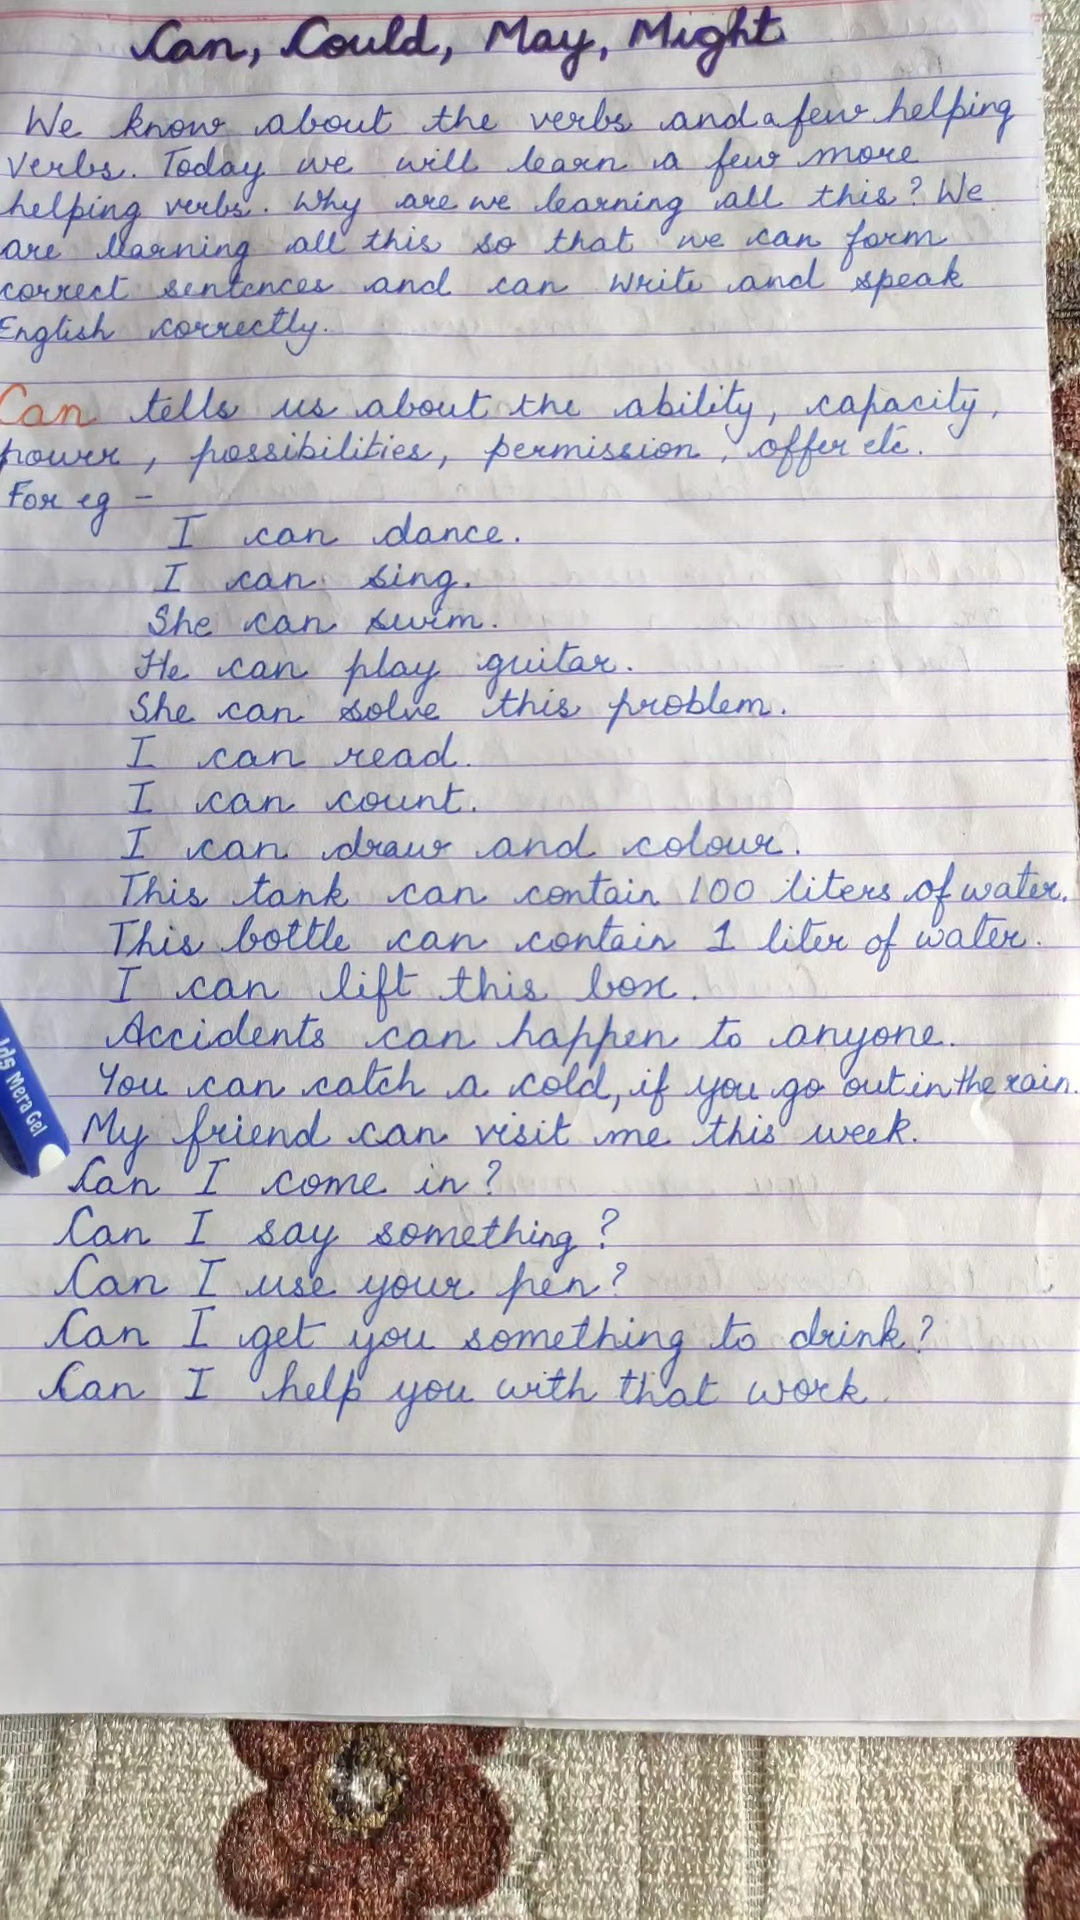 Can, Could, May, Might
We know about the verbs and a few helping
Verbs. Today we will learn a few more
helping verbs. Why are we learning all this? We
are learning all this so that we can form
correct sentences and can write and speak
English correctly.
Can tells us about the ability, capacity,
power, possibilities, permission, offer etc.
For eg -
I can dance.
I can sing.
She can swim.
He can play guitar.
She can solve this problem.
I can read.
I can count.
I can draw and colour.
This tank can contain 100 liters of water.
This bottle can contain 1 liter of water.
I can lift this box.
Accidents can happen to anyone.
You can catch a cold, if you go out in the rain.
My friend can visit me this week.
Can I come in?
Can I say something?
Can I use your pen?
Can I get you something to drink?
Can I help you with that work.
Mera Gel